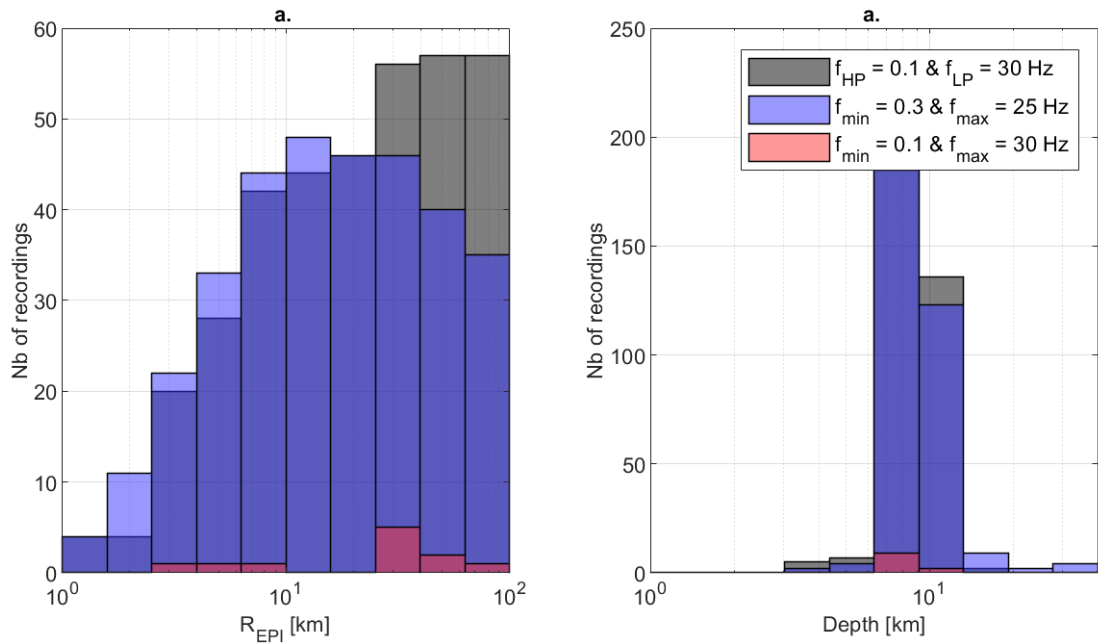 a.
60
50
40
30
20
10
0
Nb of recordings
10^0
10^1
10^2
R_EPI [km]
a.
250
200
150
100
50
0
Nb of recordings
f_HP = 0.1 & f_LP = 30 Hz
f_min = 0.3 & f_max = 25 Hz
f_min = 0.1 & f_max = 30 Hz
10^0
10^1
Depth [km]